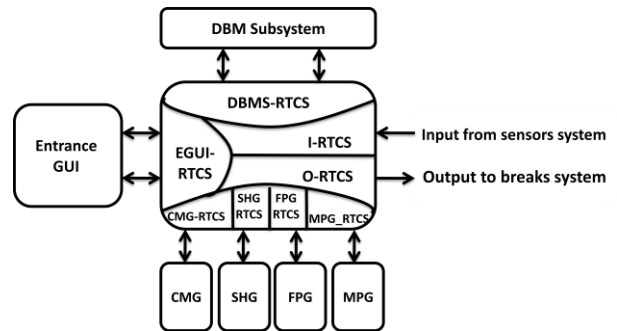 DBM Subsystem
DBMS-RTCS
Entrance
GUI
EGUI-
RTCS
I-RTCS
O-RTCS
Input from sensors system
Output to breaks system
CMG-RTCS
SHG
RTCS
FPG
RTCS
MPG_RTCS
CMG
SHG
FPG
MPG